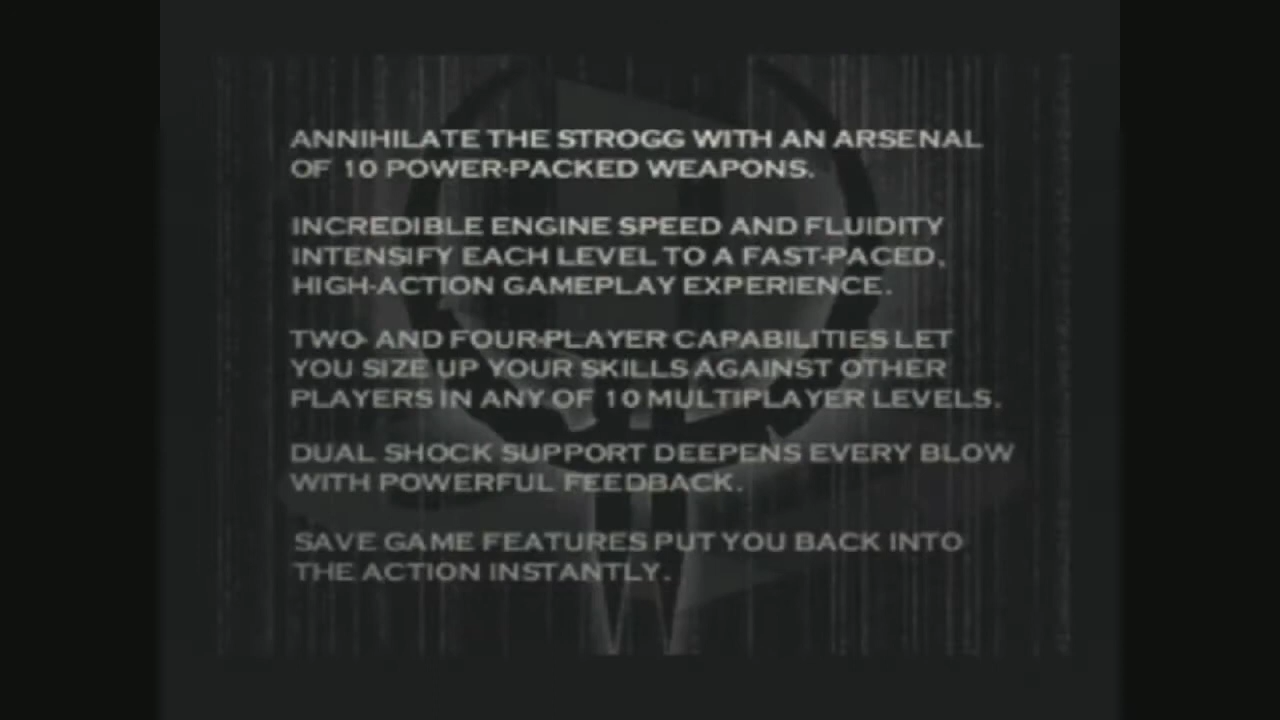 ANNIHILATE THE STROGG WITH AN ARSENAL
OF 10 POWER-PACKED WEAPONS.
INCREDIBLE ENGINE SPEED AND FLUIDITY
INTENSIFY EACH LEVEL TO A FAST-PACED,
HIGH-ACTION GAMEPLAY EXPERIENCE.
TWO- AND FOUR-PLAYER CAPABILITIES LET
YOU SIZE UP YOUR SKILLS AGAINST OTHER
PLAYERS IN ANY OF 10 MULTIPLAYER LEVELS.
DUAL SHOCK SUPPORT DEEPENS EVERY BLOW
WITH POWERFUL FEEDBACK.
SAVE GAME FEATURES PUT YOU BACK INTO
THE ACTION INSTANTLY.